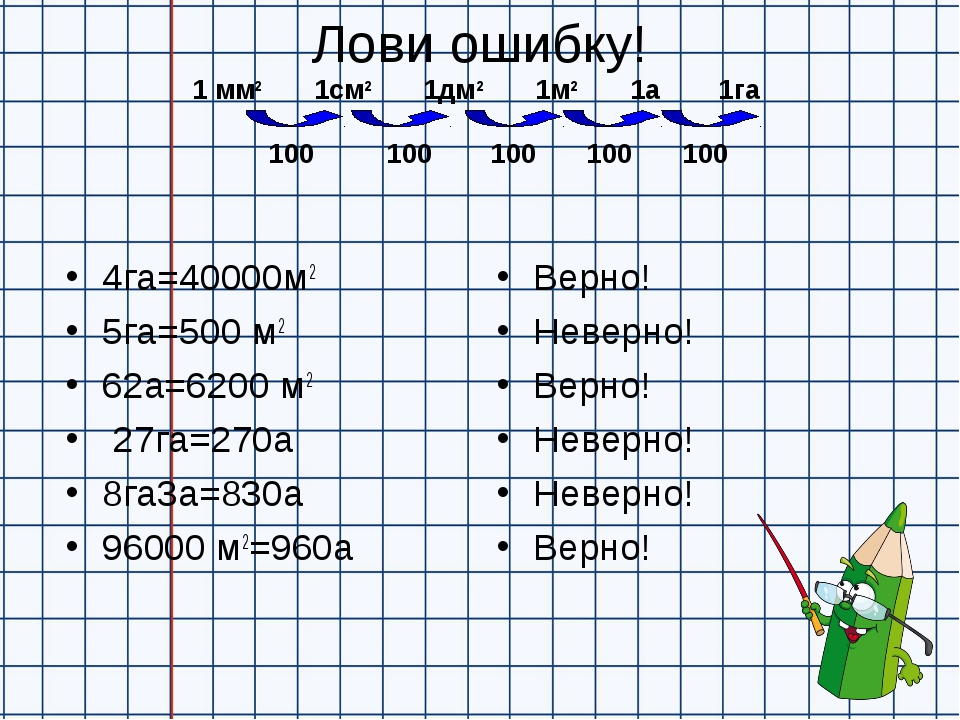 Лови ошибку!
1 мм² 1см² 1дм² 1м² 1а 1га
100 100 100 100 100
• 4га=40000м²
• 5га=500 м²
• 62а=6200 м²
• 27га=270а
• 8га3а=830а
• 96000 м²=960а
• Верно!
• Неверно!
• Верно!
• Неверно!
• Неверно!
• Верно!